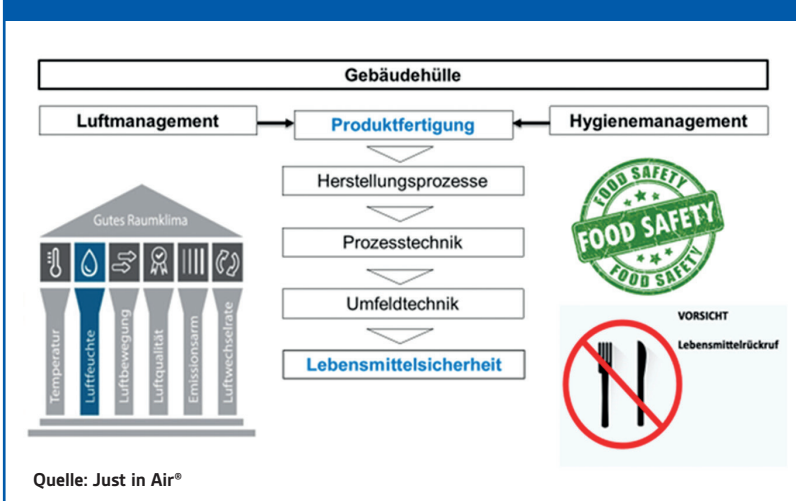 Gebäudehülle
Luftmanagement
Produktfertigung
Hygienemanagement
Herstellungsprozesse
Prozesstechnik
Umfeldtechnik
Lebensmittelsicherheit
Gutes Raumklima
Temperatur
Luftfeuchte
Luftbewegung
Luftqualität
Emissionsarm
Luftwechselrate
FOOD SAFETY
FOOD SAFETY
FOOD SAFETY
VORSICHT
Lebensmittelrückruf
Quelle: Just in Air®